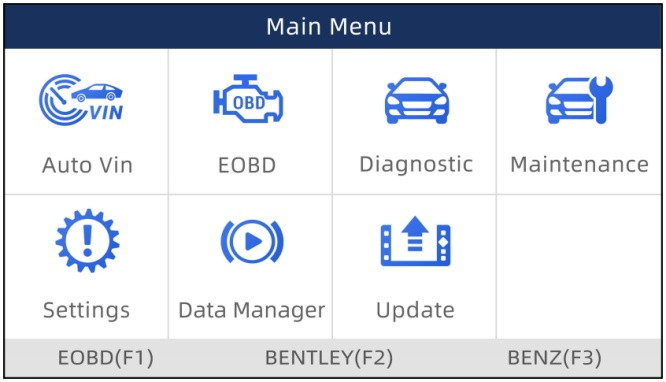 Main Menu
VIN
OBD
Auto Vin
EOBD
Diagnostic
Maintenance
Settings
Data Manager
Update
EOBD(F1)
BENTLEY(F2)
BENZ(F3)